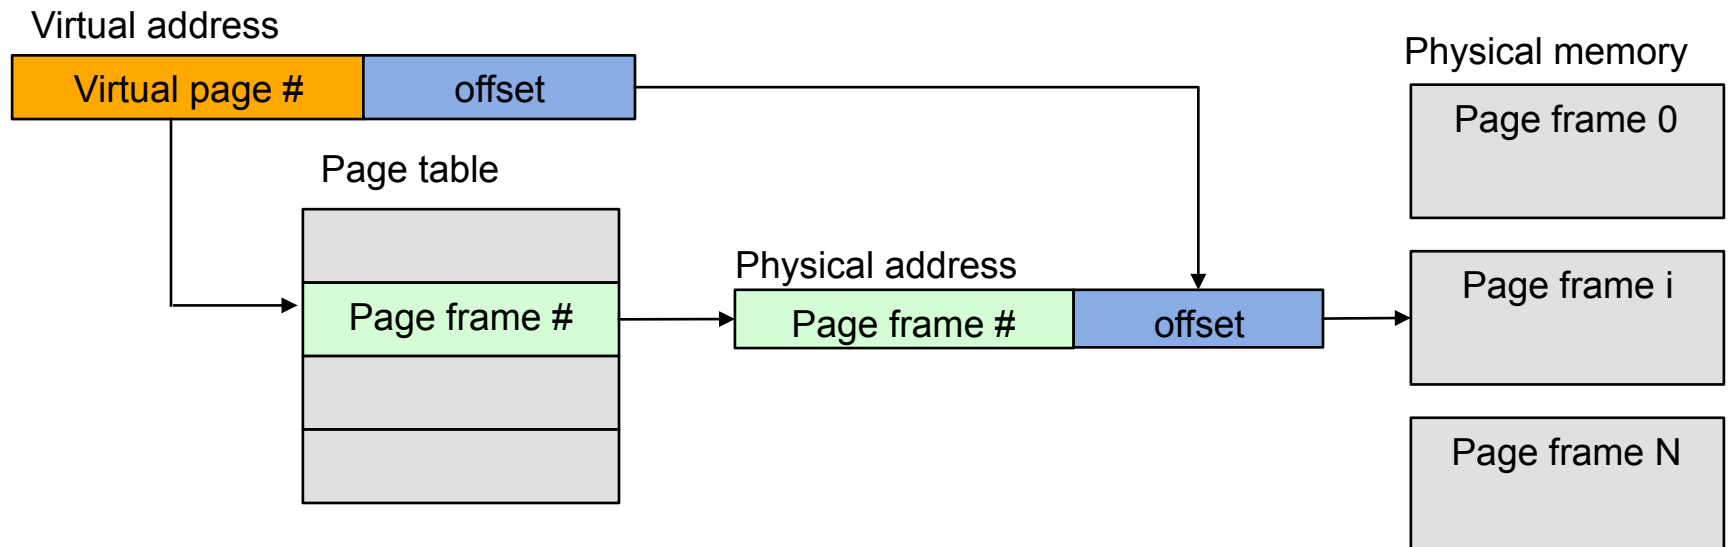 Virtual address
Virtual page #
offset
Page table
Page frame #
Physical address
Page frame #
offset
Physical memory
Page frame 0
Page frame i
Page frame N